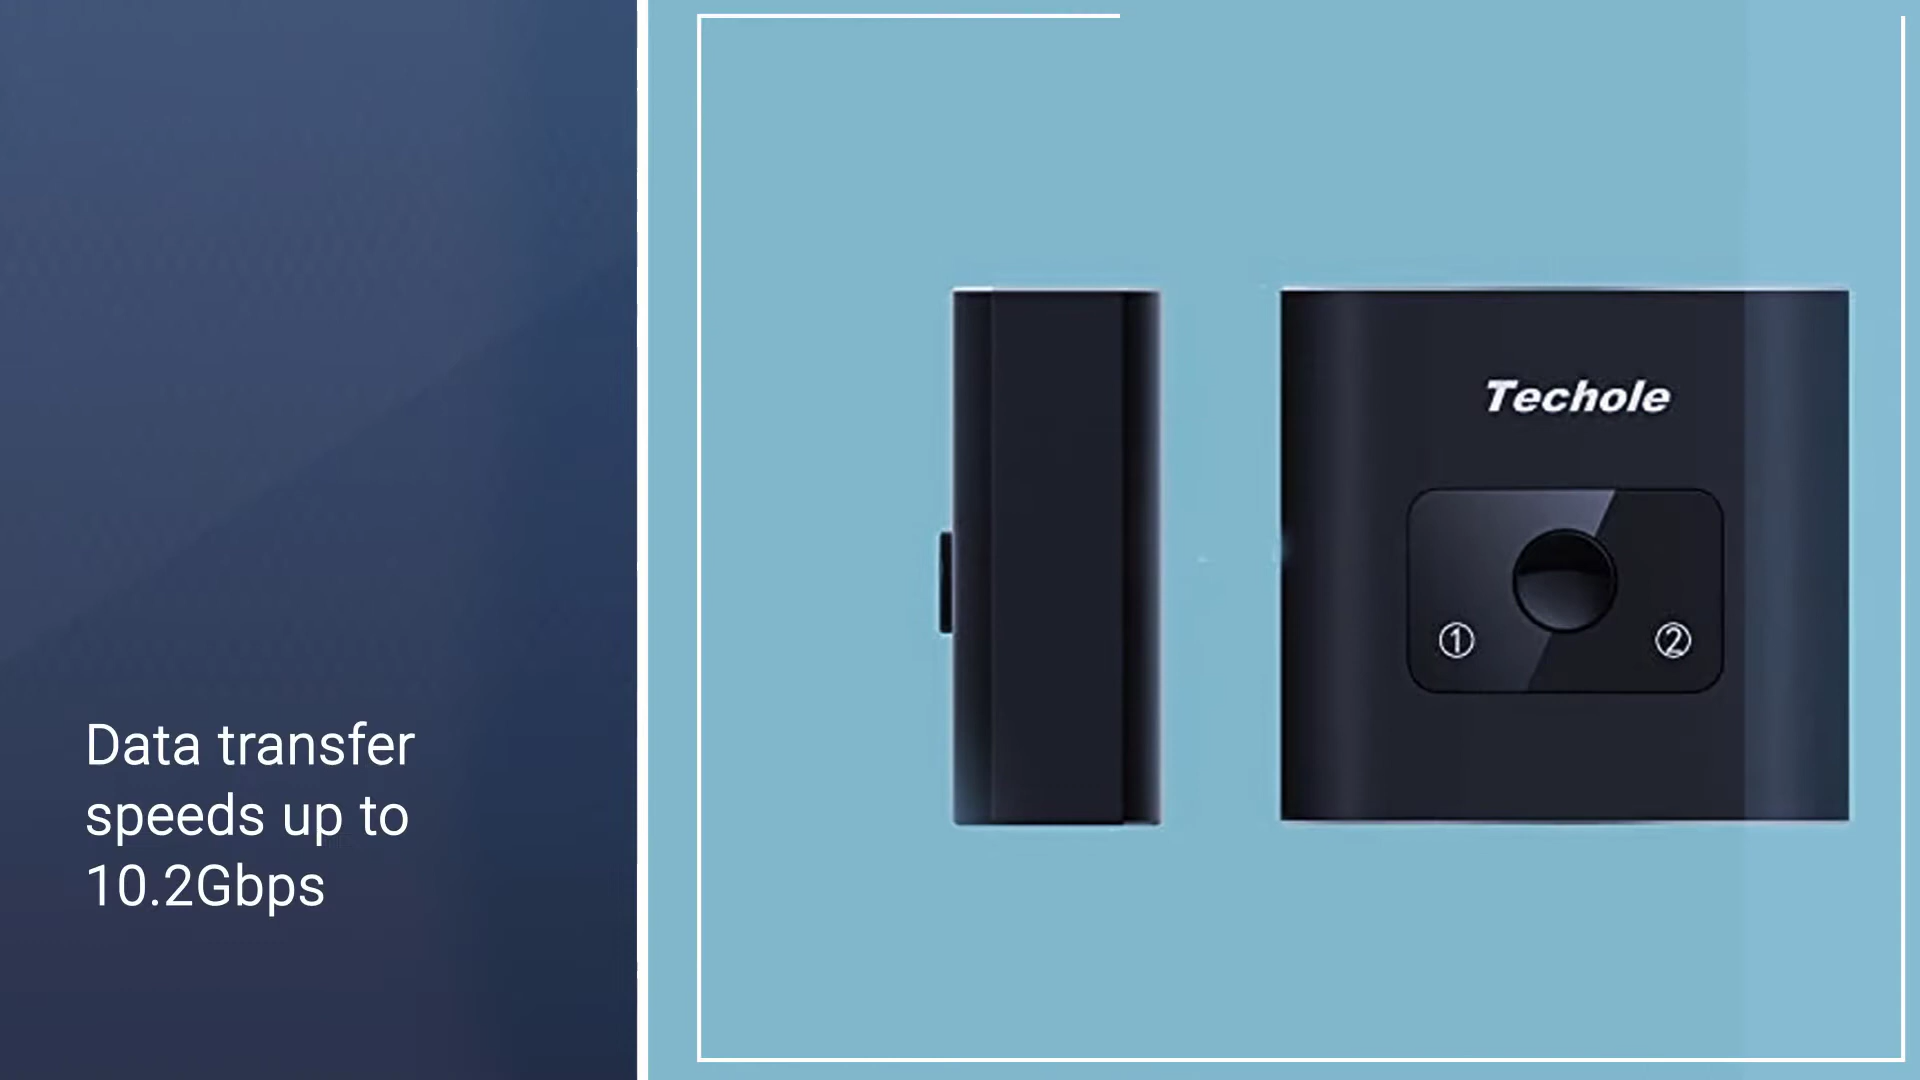 Data transfer
speeds up to
10.2Gbps
Techole
① ②